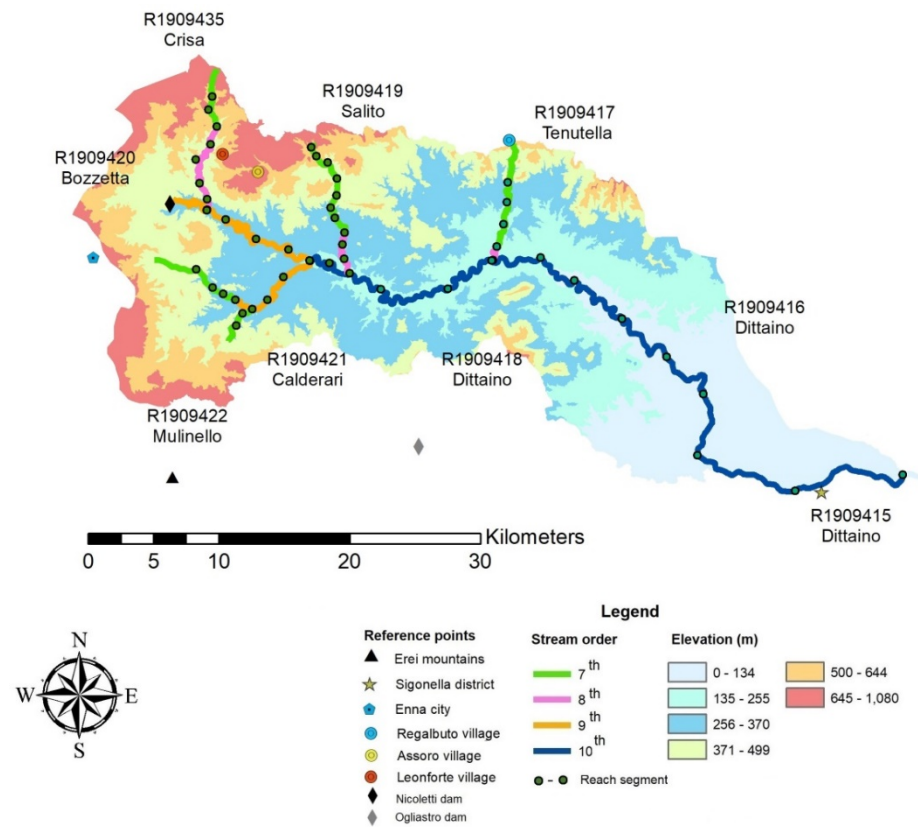 R1909435
Crisa
R1909419
Salito
R1909417
Tenutella
R1909420
Bozzetta
R1909416
Dittaino
R1909421
Calderari
R1909418
Dittaino
R1909422
Mulinello
R1909415
Dittaino
Kilometers
0 5 10 20 30
N
W E
S
Legend
Reference points
Erei mountains
Sigonella district
Enna city
Regalbuto village
Assoro village
Leonforte village
Nicoletti dam
Ogliastro dam
Stream order
7th
8th
9th
10th
Reach segment
Elevation (m)
0 - 134
135 - 255
256 - 370
371 - 499
500 - 644
645 - 1,080